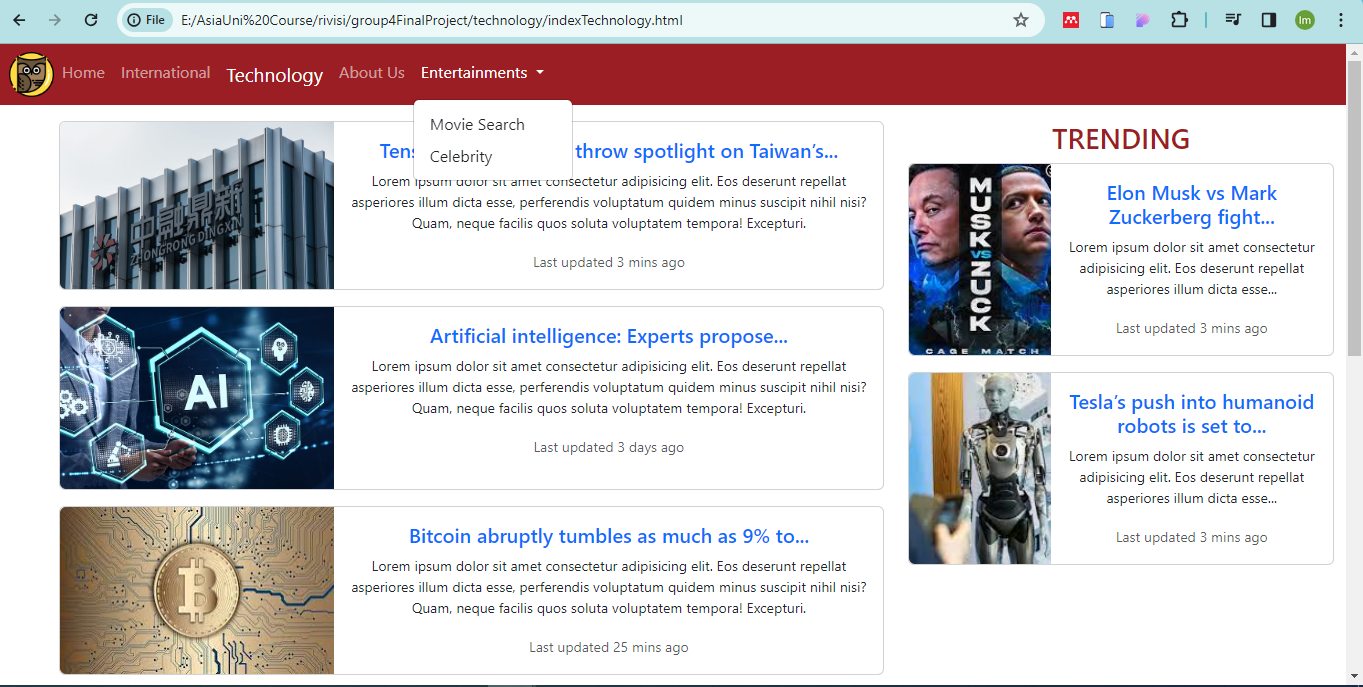 File
E:/AsiaUni%20Course/rivisi/group4FinalProject/technology/indexTechnology.html
Im
Home
International
Technology
About Us
Entertainments
Movie Search
Celebrity
中融鼎新
ZHONGRONG DINGXIN
throw spotlight on Taiwan’s...
Lorem ipsum dolor sit amet consectetur adipisicing elit. Eos deserunt repellat
asperiores illum dicta esse, perferendis voluptatum quidem minus suscipit nihil nisi?
Quam, neque facilis quos soluta voluptatem tempora! Excepturi.
Last updated 3 mins ago
AI
Artificial intelligence: Experts propose...
Lorem ipsum dolor sit amet consectetur adipisicing elit. Eos deserunt repellat
asperiores illum dicta esse, perferendis voluptatum quidem minus suscipit nihil nisi?
Quam, neque facilis quos soluta voluptatem tempora! Excepturi.
Last updated 3 days ago
Bitcoin abruptly tumbles as much as 9% to...
Lorem ipsum dolor sit amet consectetur adipisicing elit. Eos deserunt repellat
asperiores illum dicta esse, perferendis voluptatum quidem minus suscipit nihil nisi?
Quam, neque facilis quos soluta voluptatem tempora! Excepturi.
Last updated 25 mins ago
TRENDING
MUSK
VS
ZUCK
CAGE MATCH
Elon Musk vs Mark
Zuckerberg fight...
Lorem ipsum dolor sit amet consectetur
adipisicing elit. Eos deserunt repellat
asperiores illum dicta esse...
Last updated 3 mins ago
Tesla’s push into humanoid
robots is set to...
Lorem ipsum dolor sit amet consectetur
adipisicing elit. Eos deserunt repellat
asperiores illum dicta esse...
Last updated 3 mins ago